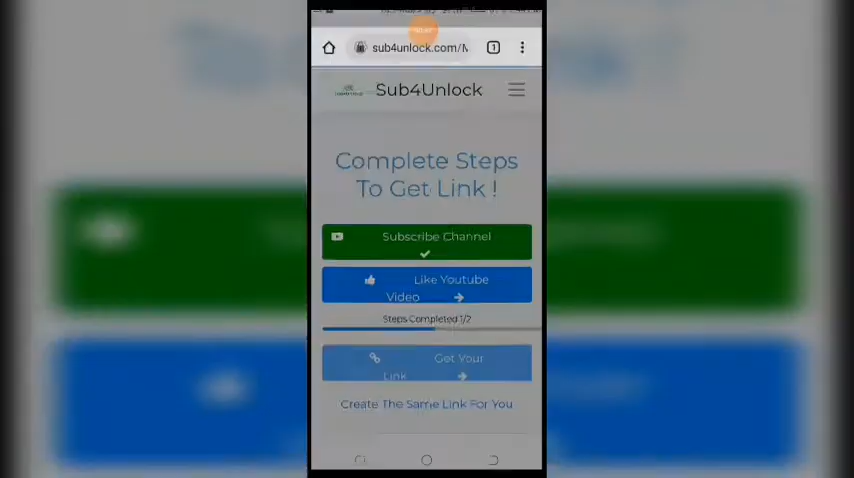 sub4unlock.com/M
1
Sub4Unlock
Complete Steps
To Get Link !
Subscribe Channel
Like Youtube
Video
Steps Completed 1/2
Get Your
Link
Create The Same Link For You